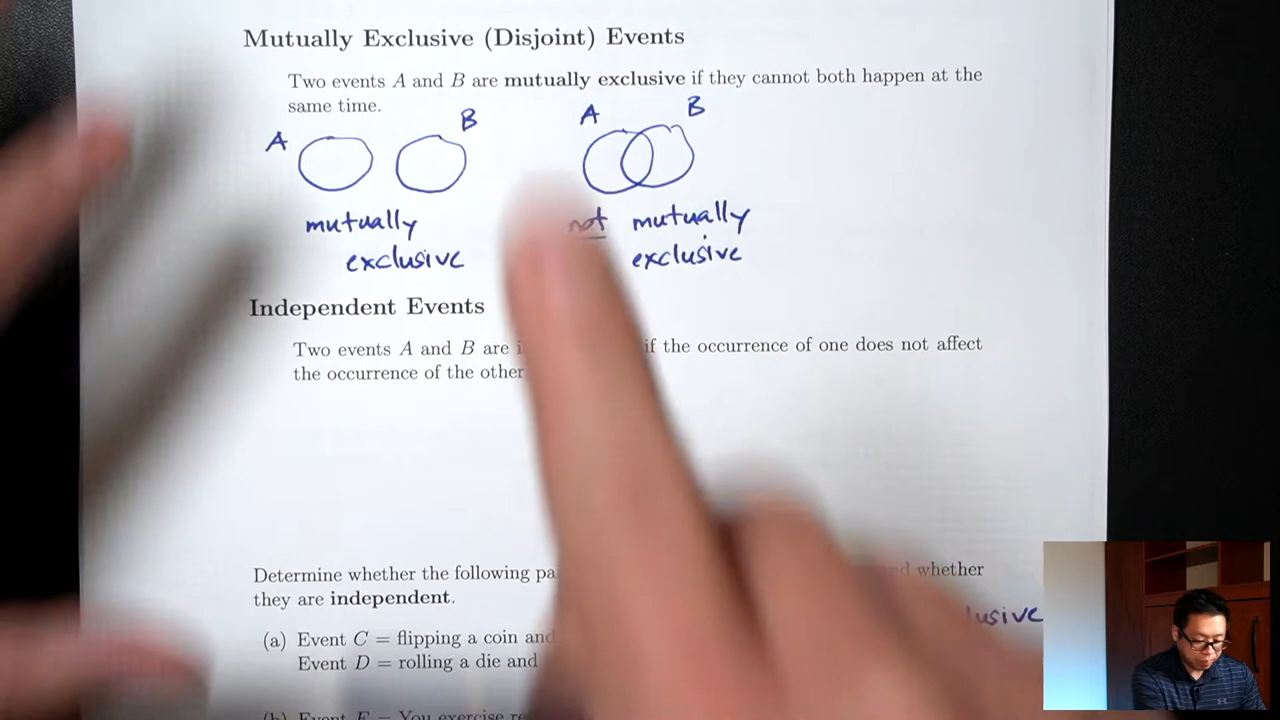 Mutually Exclusive (Disjoint) Events
Two events A and B are mutually exclusive if they cannot both happen at the
same time.
A B A B
mutually
exclusive
not mutually
exclusive
Independent Events
Two events A and B are if the occurrence of one does not affect
the occurrence of the other
Determine whether the following whether
they are independent.
(a) Event C = flipping a coin and
Event D = rolling a die and
(b) Event E = You exercise